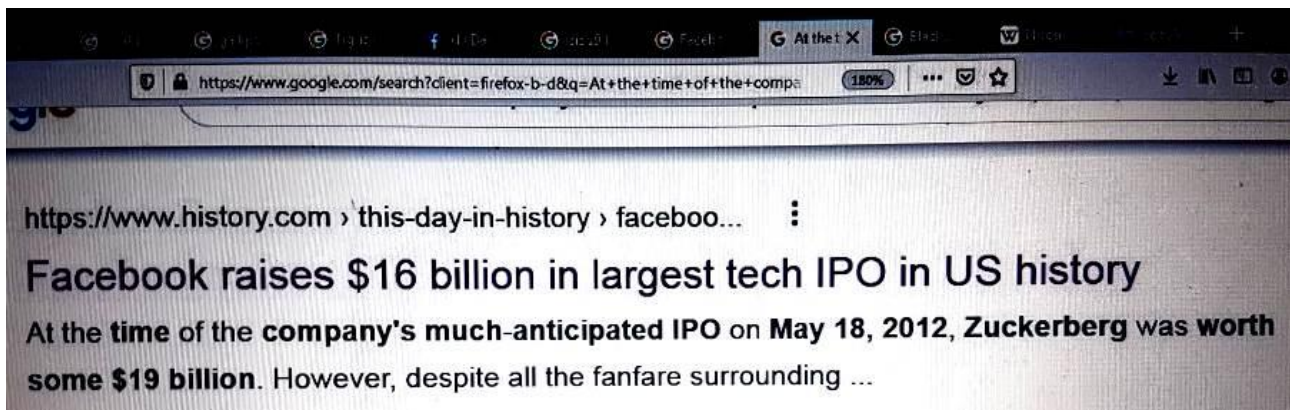 At the t
https://www.google.com/search?client=firefox-b-d&q=At+the+time+of+the+compa 180%
https://www.history.com › this-day-in-history › faceboo...
Facebook raises $16 billion in largest tech IPO in US history
At the time of the company's much-anticipated IPO on May 18, 2012, Zuckerberg was worth
some $19 billion. However, despite all the fanfare surrounding ...